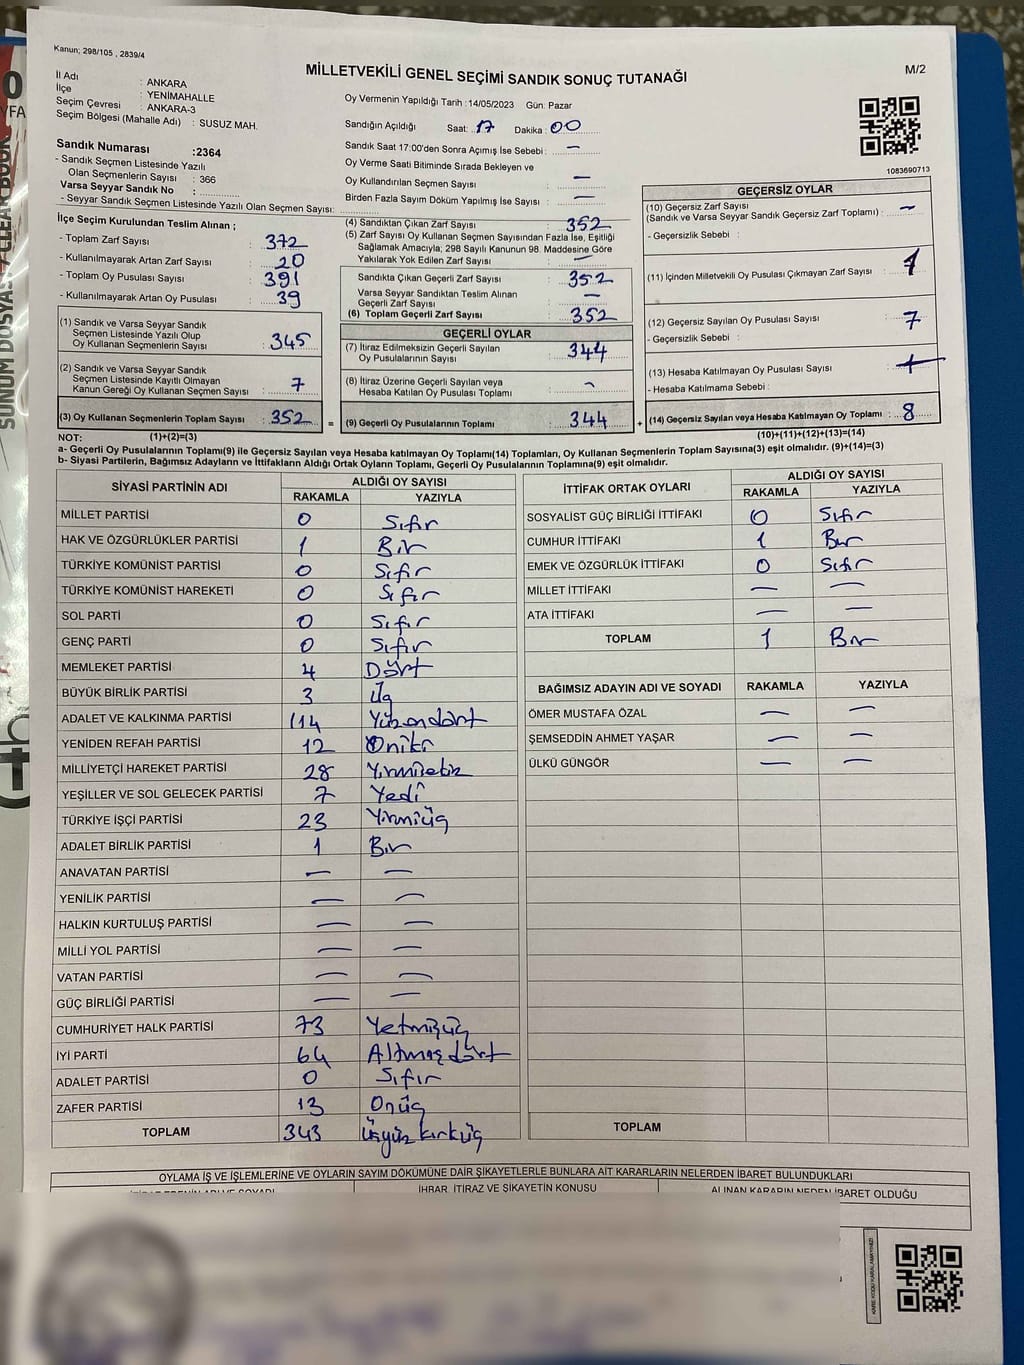 Kanun; 298/105 , 2839/4
MİLLETVEKİLİ GENEL SEÇİMİ SANDIK SONUÇ TUTANAĞI
M/2
İl Adı : ANKARA
İlçe : YENİMAHALLE
Seçim Çevresi : ANKARA-3
Seçim Bölgesi (Mahalle Adı) : SUSUZ MAH.
Sandık Numarası :2364
- Sandık Seçmen Listesinde Yazılı
Olan Seçmenlerin Sayısı : 366
Varsa Seyyar Sandık No :
- Seyyar Sandık Seçmen Listesinde Yazılı Olan Seçmen Sayısı:
Oy Vermenin Yapıldığı Tarih :14/05/2023 Gün: Pazar
Sandığın Açıldığı Saat: 17 Dakika : 00
Sandık Saat 17:00'den Sonra Açımış İse Sebebi : —
Oy Verme Saati Bitiminde Sırada Bekleyen ve
Oy Kullandırılan Seçmen Sayısı : —
Birden Fazla Sayım Döküm Yapılmış İse Sayısı : —
1083690713
İlçe Seçim Kurulundan Teslim Alınan ;
- Toplam Zarf Sayısı : 372
- Kullanılmayarak Artan Zarf Sayısı : 20
- Toplam Oy Pusulası Sayısı : 391
- Kullanılmayarak Artan Oy Pusulası : 39
(1) Sandık ve Varsa Seyyar Sandık
Seçmen Listesinde Yazılı Olup
Oy Kullanan Seçmenlerin Sayısı : 345
(2) Sandık ve Varsa Seyyar Sandık
Seçmen Listesinde Kayıtlı Olmayan
Kanun Gereği Oy Kullanan Seçmen Sayısı : 7
(3) Oy Kullanan Seçmenlerin Toplam Sayısı : 352
(4) Sandıktan Çıkan Zarf Sayısı : 352
(5) Zarf Sayısı Oy Kullanan Seçmen Sayısından Fazla İse, Eşitliği
Sağlamak Amacıyla; 298 Sayılı Kanunun 98. Maddesine Göre
Yakılarak Yok Edilen Zarf Sayısı : —
Sandıkta Çıkan Geçerli Zarf Sayısı : 352
Varsa Seyyar Sandıktan Teslim Alınan
Geçerli Zarf Sayısı : —
(6) Toplam Geçerli Zarf Sayısı : 352
GEÇERLİ OYLAR
(7) İtiraz Edilmeksizin Geçerli Sayılan
Oy Pusulalarının Sayısı : 344
(8) İtiraz Üzerine Geçerli Sayılan veya
Hesaba Katılan Oy Pusulası Toplamı : —
= (9) Geçerli Oy Pusulalarının Toplamı : 344 +
GEÇERSİZ OYLAR
(10) Geçersiz Zarf Sayısı
(Sandık ve Varsa Seyyar Sandık Geçersiz Zarf Toplamı) : —
- Geçersizlik Sebebi :
(11) İçinden Milletvekili Oy Pusulası Çıkmayan Zarf Sayısı : 1
(12) Geçersiz Sayılan Oy Pusulası Sayısı : 7
- Geçersizlik Sebebi :
(13) Hesaba Katılmayan Oy Pusulası Sayısı :
- Hesaba Katılmama Sebebi :
(14) Geçersiz Sayılan veya Hesaba Katılmayan Oy Toplamı : 8
NOT: (1)+(2)=(3) (10)+(11)+(12)+(13)=(14)
a- Geçerli Oy Pusulalarının Toplamı(9) ile Geçersiz Sayılan veya Hesaba Katılmayan Oy Toplamı(14) Toplamları, Oy Kullanan Seçmenlerin Toplam Sayısına(3) eşit olmalıdır. (9)+(14)=(3)
b- Siyasi Partilerin, Bağımsız Adayların ve İttifakların Aldığı Ortak Oyların Toplamı, Geçerli Oy Pusulalarının Toplamına(9) eşit olmalıdır.
SİYASİ PARTİNİN ADI ALDIĞI OY SAYISI
RAKAMLA YAZIYLA
MİLLET PARTİSİ 0 Sıfır
HAK VE ÖZGÜRLÜKLER PARTİSİ 1 Bir
TÜRKİYE KOMÜNİST PARTİSİ 0 Sıfır
TÜRKİYE KOMÜNİST HAREKETİ 0 Sıfır
SOL PARTİ 0 Sıfır
GENÇ PARTİ 0 Sıfır
MEMLEKET PARTİSİ 4 Dört
BÜYÜK BİRLİK PARTİSİ 3 Üç
ADALET VE KALKINMA PARTİSİ 114 Yüzondört
YENİDEN REFAH PARTİSİ 12 Oniki
MİLLİYETÇİ HAREKET PARTİSİ 28 Yirmisekiz
YEŞİLLER VE SOL GELECEK PARTİSİ 7 Yedi
TÜRKİYE İŞÇİ PARTİSİ 23 Yirmiüç
ADALET BİRLİK PARTİSİ 1 Bir
ANAVATAN PARTİSİ — —
YENİLİK PARTİSİ — —
HALKIN KURTULUŞ PARTİSİ — —
MİLLİ YOL PARTİSİ — —
VATAN PARTİSİ — —
GÜÇ BİRLİĞİ PARTİSİ — —
CUMHURİYET HALK PARTİSİ 73 Yetmişüç
İYİ PARTİ 64 Altmışdört
ADALET PARTİSİ 0 Sıfır
ZAFER PARTİSİ 13 Onüç
TOPLAM 343 Üçyüz kırküç
İTTİFAK ORTAK OYLARI ALDIĞI OY SAYISI
RAKAMLA YAZIYLA
SOSYALİST GÜÇ BİRLİĞİ İTTİFAKI 0 Sıfır
CUMHUR İTTİFAKI 1 Bir
EMEK VE ÖZGÜRLÜK İTTİFAKI 0 Sıfır
MİLLET İTTİFAKI — —
ATA İTTİFAKI — —
TOPLAM 1 Bir
BAĞIMSIZ ADAYIN ADI VE SOYADI RAKAMLA YAZIYLA
ÖMER MUSTAFA ÖZAL — —
ŞEMSEDDİN AHMET YAŞAR — —
ÜLKÜ GÜNGÖR — —
TOPLAM
OYLAMA İŞ VE İŞLEMLERİNE VE OYLARIN SAYIM DÖKÜMÜNE DAİR ŞİKAYETLERLE BUNLARA AİT KARARLARIN NELERDEN İBARET BULUNDUKLARI
İHBAR, İTİRAZ VE ŞİKAYETİN KONUSU ALINAN KARARIN NEDEN İBARET OLDUĞU
SUNUM DOSYASI / CLEAR BOOK